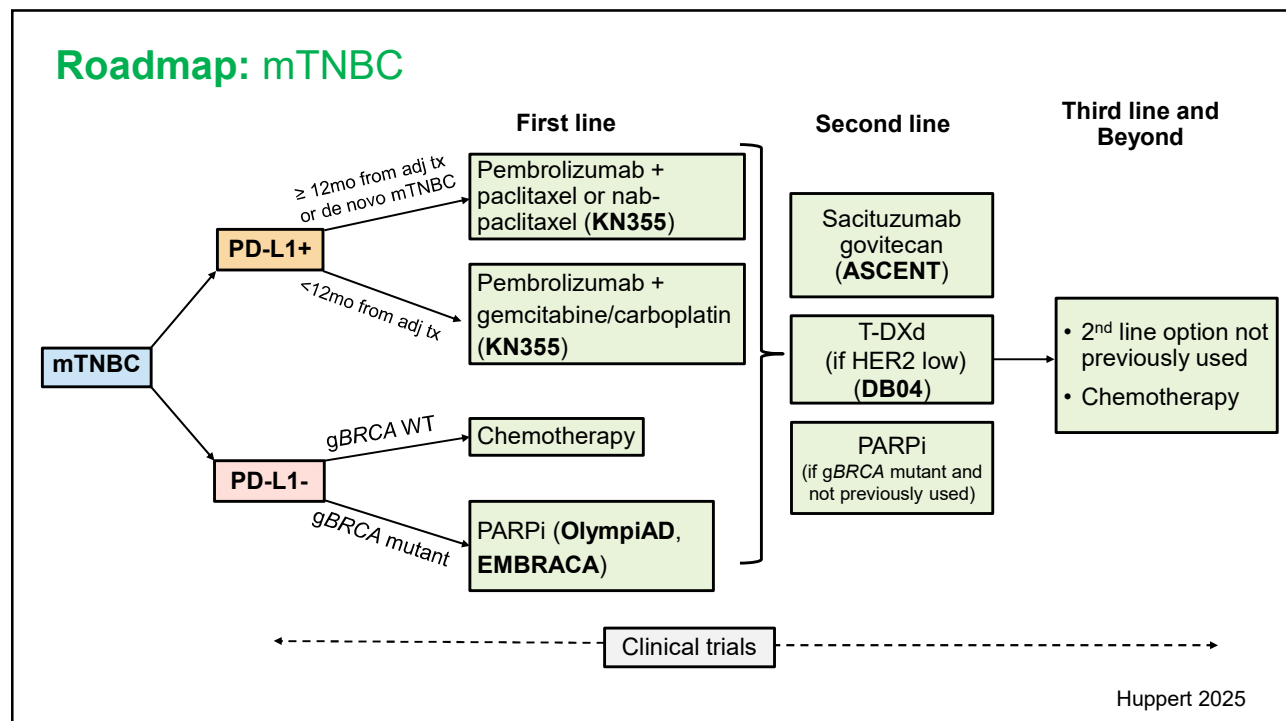 Roadmap: mTNBC
First line
Second line
Third line and
Beyond
mTNBC
PD-L1+
≥ 12mo from adj tx
or de novo mTNBC
Pembrolizumab +
paclitaxel or nab-
paclitaxel (KN355)
<12mo from adj tx
Pembrolizumab +
gemcitabine/carboplatin
(KN355)
PD-L1-
gBRCA WT
Chemotherapy
gBRCA mutant
PARPi (OlympiAD,
EMBRACA)
Sacituzumab
govitecan
(ASCENT)
T-DXd
(if HER2 low)
(DB04)
PARPi
(if gBRCA mutant and
not previously used)
• 2nd line option not
previously used
• Chemotherapy
Clinical trials
Huppert 2025